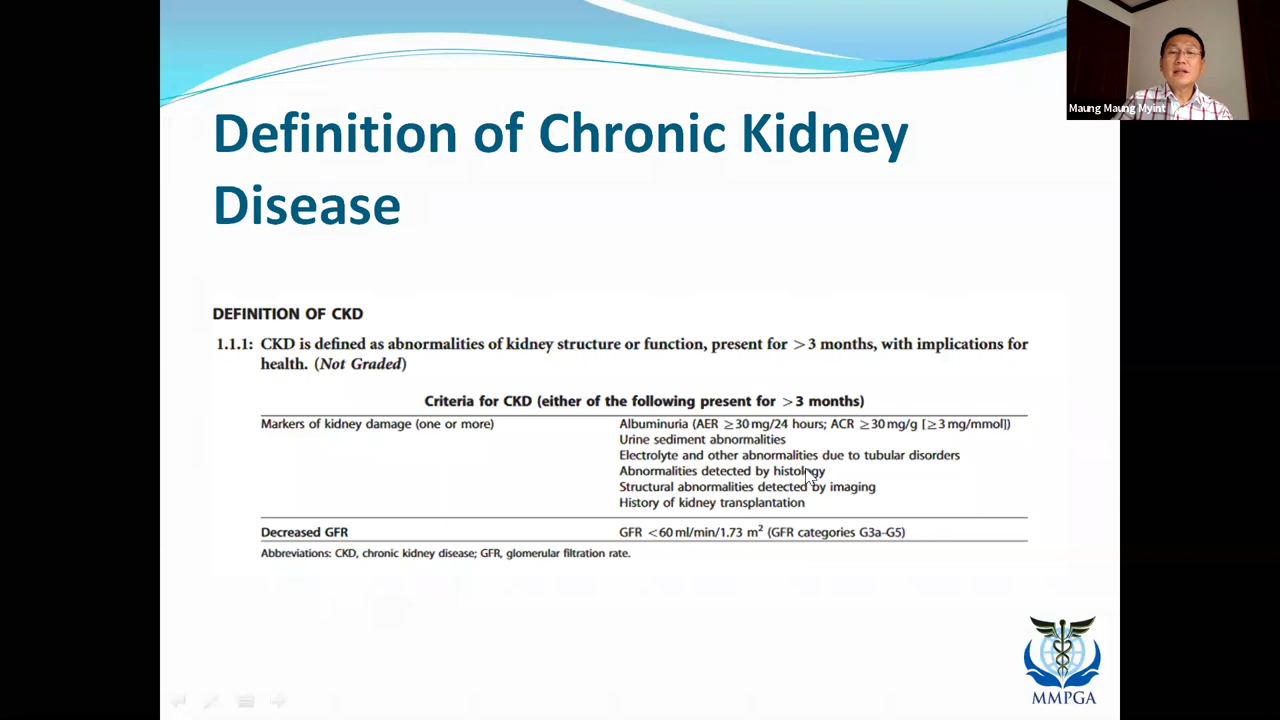 Maung Maung Myint
Definition of Chronic Kidney
Disease
DEFINITION OF CKD
1.1.1: CKD is defined as abnormalities of kidney structure or function, present for >3 months, with implications for
health. (Not Graded)
Criteria for CKD (either of the following present for >3 months)
Markers of kidney damage (one or more) Albuminuria (AER ≥30 mg/24 hours; ACR ≥30 mg/g [≥3 mg/mmol])
Urine sediment abnormalities
Electrolyte and other abnormalities due to tubular disorders
Abnormalities detected by histology
Structural abnormalities detected by imaging
History of kidney transplantation
Decreased GFR GFR <60 ml/min/1.73 m² (GFR categories G3a-G5)
Abbreviations: CKD, chronic kidney disease; GFR, glomerular filtration rate.
MMPGA